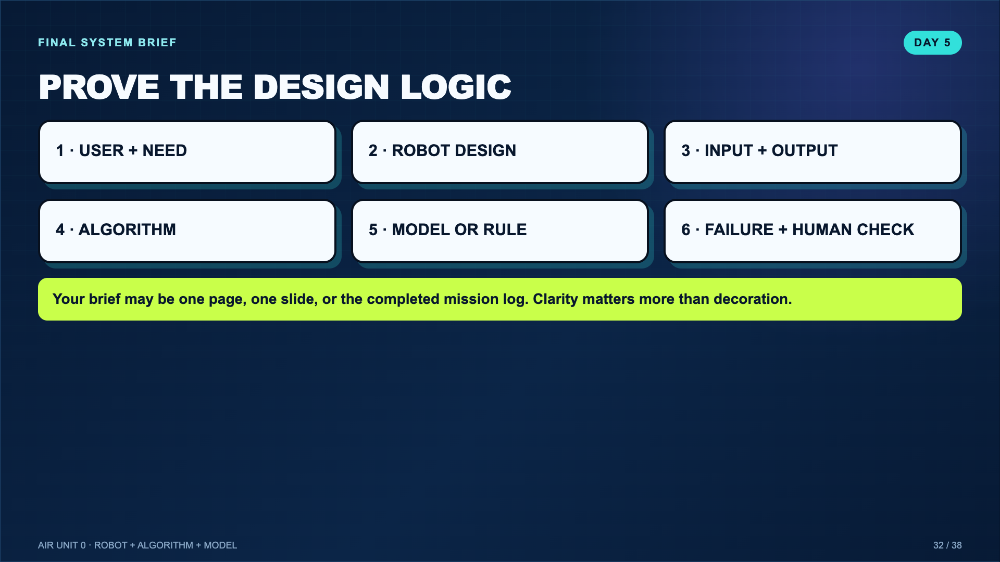 FINAL SYSTEM BRIEF
DAY 5
PROVE THE DESIGN LOGIC
1 · USER + NEED
2 · ROBOT DESIGN
3 · INPUT + OUTPUT
4 · ALGORITHM
5 · MODEL OR RULE
6 · FAILURE + HUMAN CHECK
Your brief may be one page, one slide, or the completed mission log. Clarity matters more than decoration.
AIR UNIT 0 · ROBOT + ALGORITHM + MODEL
32 / 38